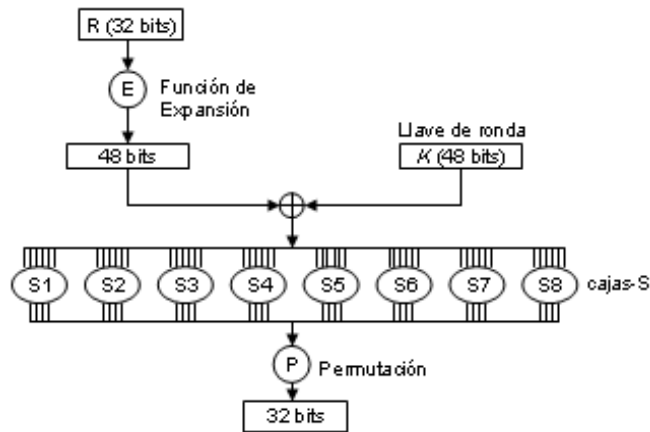 R (32 bits)
E
Función de
Expansión
Llave de ronda
48 bits
K (48 bits)
S1 S2 S3 S4 S5 S6 S7 S8 cajas-S
P Permutación
32 bits